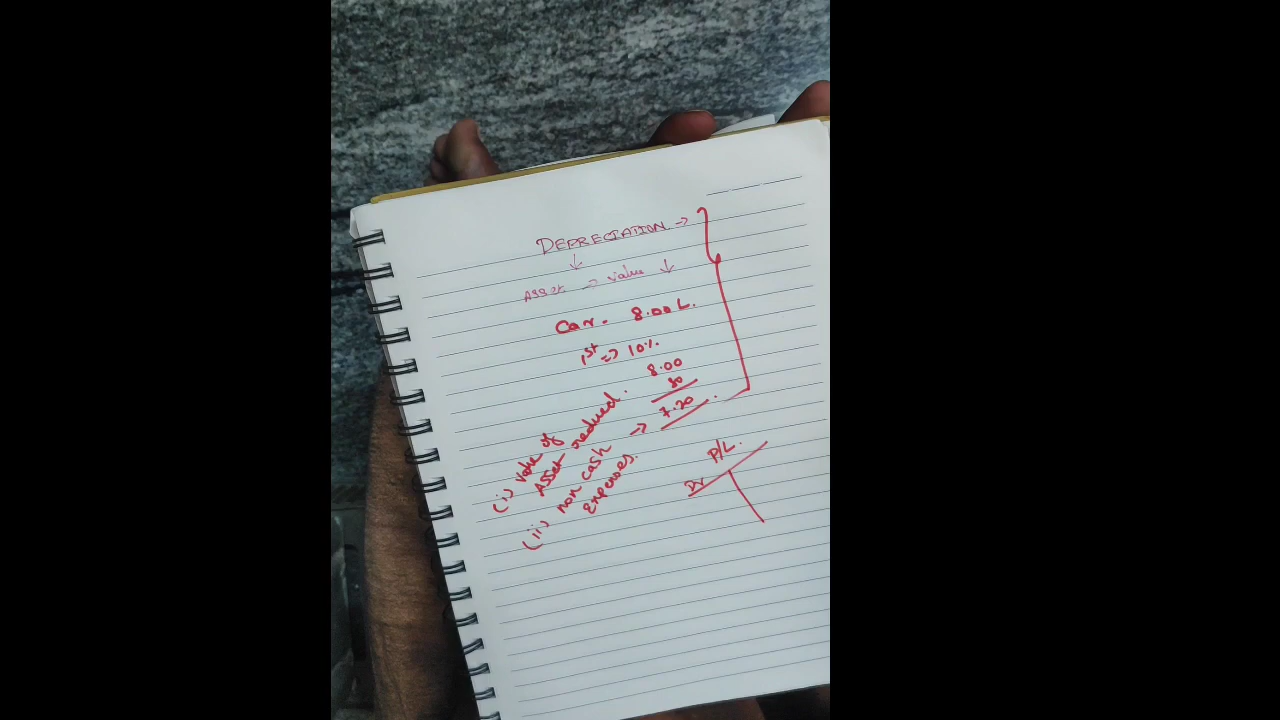 DEPRECIATION →
↓
Asset → value ↓
Car. 8.00 L.
1st => 10%
8.00
80
7.20
(i) Value of
Asset reduced.
(ii) non cash →
Expenses.
P/L.
Dr